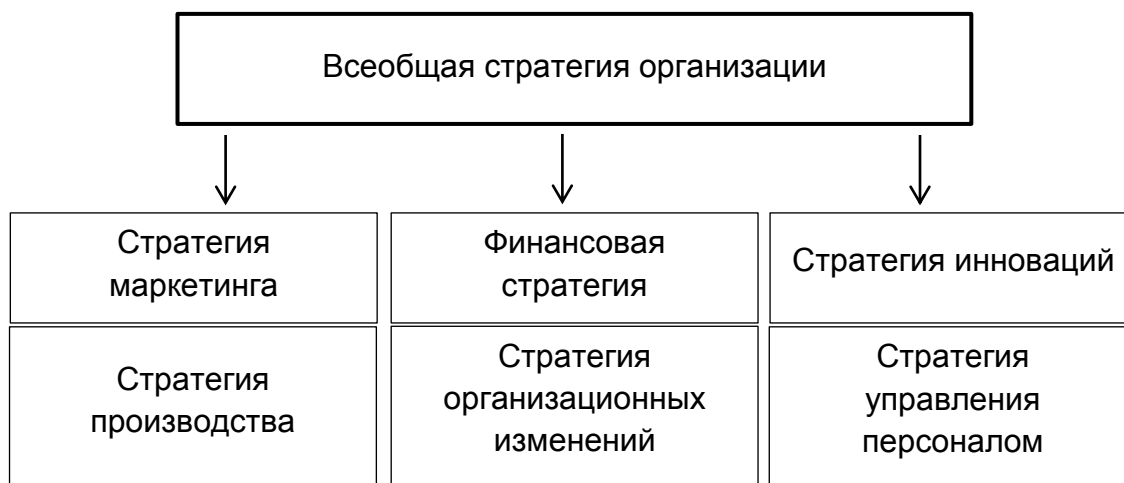 Всеобщая стратегия организации
Стратегия
маркетинга
Финансовая
стратегия
Стратегия инноваций
Стратегия
производства
Стратегия
организационных
изменений
Стратегия
управления
персоналом